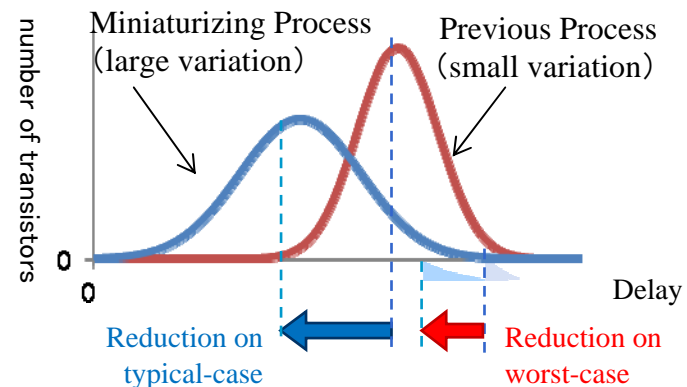 Miniaturizing Process
（large variation）
Previous Process
（small variation）
number of transistors
0
0
Delay
Reduction on
typical-case
Reduction on
worst-case